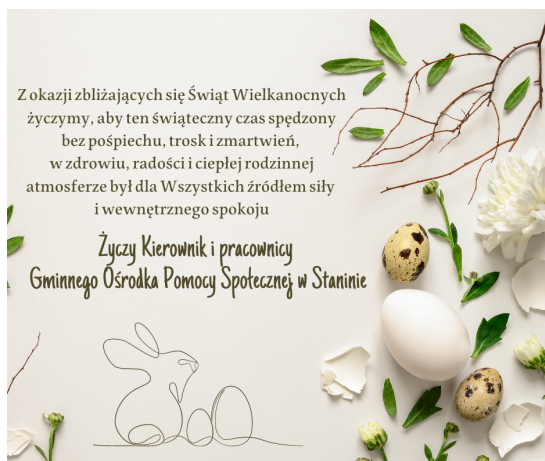 Z okazji zbliżających się Świąt Wielkanocnych
życzymy, aby ten świąteczny czas spędzony
bez pośpiechu, trosk i zmartwień,
w zdrowiu, radości i ciepłej rodzinnej
atmosferze był dla Wszystkich źródłem siły
i wewnętrznego spokoju
Życzy Kierownik i pracownicy
Gminnego Ośrodka Pomocy Społecznej w Staninie